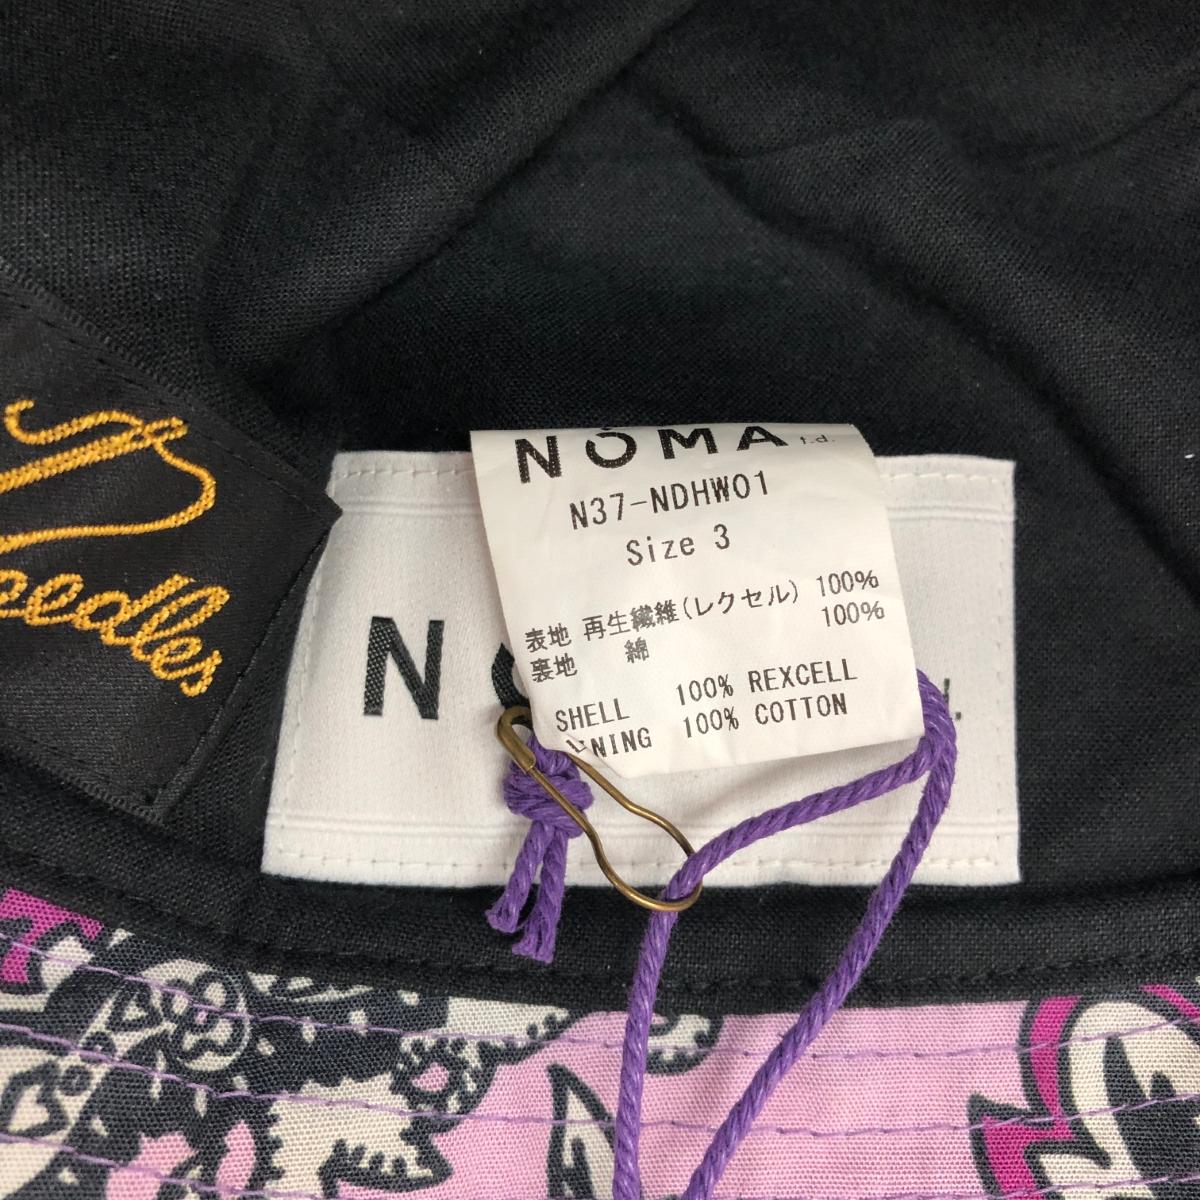 NOMA t.d.
N37-NDHW01
Size 3
表地 再生繊維(レクセル) 100%
裏地 綿 100%
SHELL 100% REXCELL
LINING 100% COTTON
Needles
N